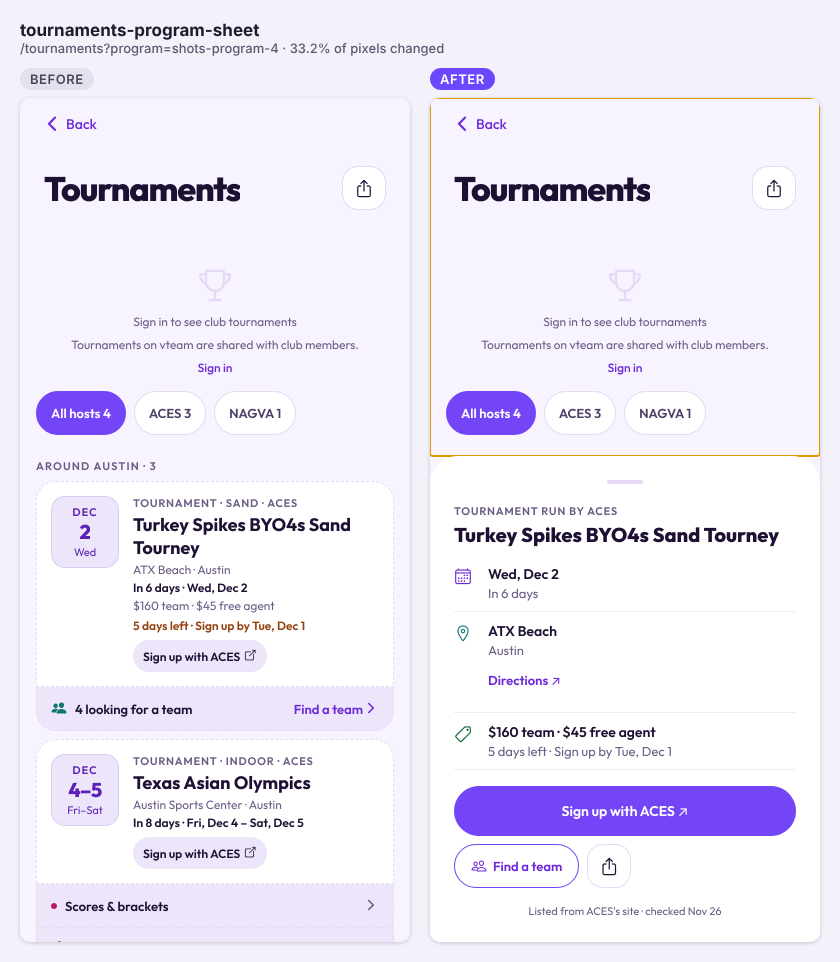 tournaments-program-sheet
/tournaments?program=shots-program-4 · 33.2% of pixels changed
BEFORE
Back
Tournaments
Sign in to see club tournaments
Tournaments on vteam are shared with club members.
Sign in
All hosts 4
ACES 3
NAGVA 1
AROUND AUSTIN · 3
DEC
2
Wed
TOURNAMENT · SAND · ACES
Turkey Spikes BYO4s Sand
Tourney
ATX Beach · Austin
In 6 days · Wed, Dec 2
$160 team · $45 free agent
5 days left · Sign up by Tue, Dec 1
Sign up with ACES
4 looking for a team
Find a team
DEC
4–5
Fri–Sat
TOURNAMENT · INDOOR · ACES
Texas Asian Olympics
Austin Sports Center · Austin
In 8 days · Fri, Dec 4 – Sat, Dec 5
Sign up with ACES
Scores & brackets
AFTER
Back
Tournaments
Sign in to see club tournaments
Tournaments on vteam are shared with club members.
Sign in
All hosts 4
ACES 3
NAGVA 1
TOURNAMENT RUN BY ACES
Turkey Spikes BYO4s Sand Tourney
Wed, Dec 2
In 6 days
ATX Beach
Austin
Directions ↗
$160 team · $45 free agent
5 days left · Sign up by Tue, Dec 1
Sign up with ACES ↗
Find a team
Listed from ACES's site · checked Nov 26